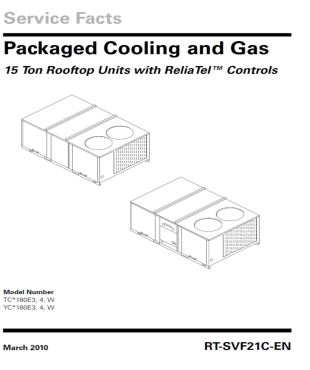 Service Facts
Packaged Cooling and Gas
15 Ton Rooftop Units with ReliaTel™ Controls
Model Number
TC*180E3, 4, W
YC*180E3, 4, W
March 2010
RT-SVF21C-EN